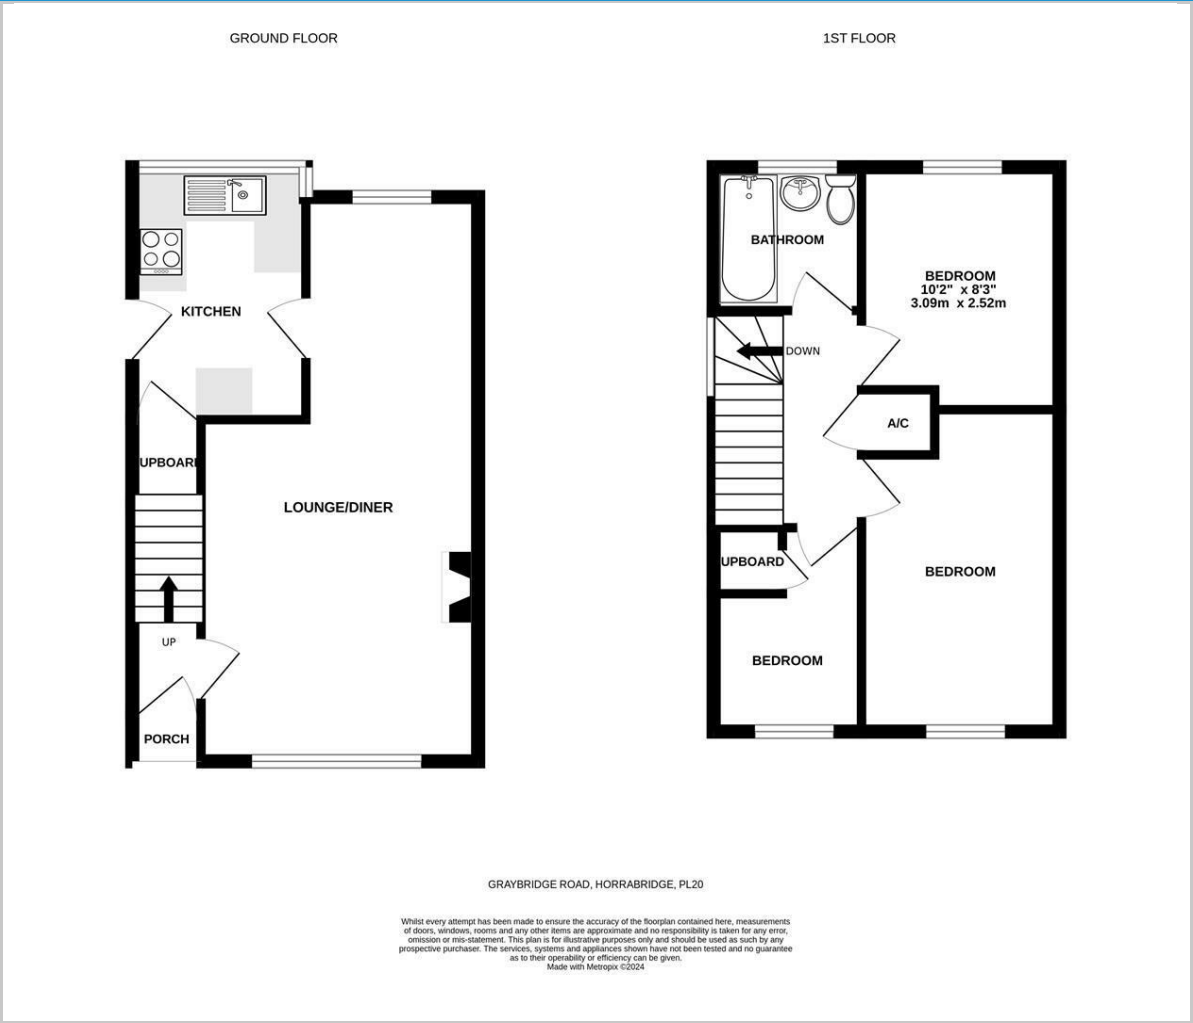 GROUND FLOOR
1ST FLOOR
KITCHEN
UPBOARD
LOUNGE/DINER
UP
PORCH
BATHROOM
BEDROOM
10'2" x 8'3"
3.09m x 2.52m
DOWN
A/C
UPBOARD
BEDROOM
BEDROOM
GRAYBRIDGE ROAD, HORRABRIDGE, PL20
Whilst every attempt has been made to ensure the accuracy of the floorplan contained here, measurements
of doors, windows, rooms and any other items are approximate and no responsibility is taken for any error,
omission or mis-statement. This plan is for illustrative purposes only and should be used as such by any
prospective purchaser. The services, systems and appliances shown have not been tested and no guarantee
as to their operability or efficiency can be given.
Made with Metropix ©2024